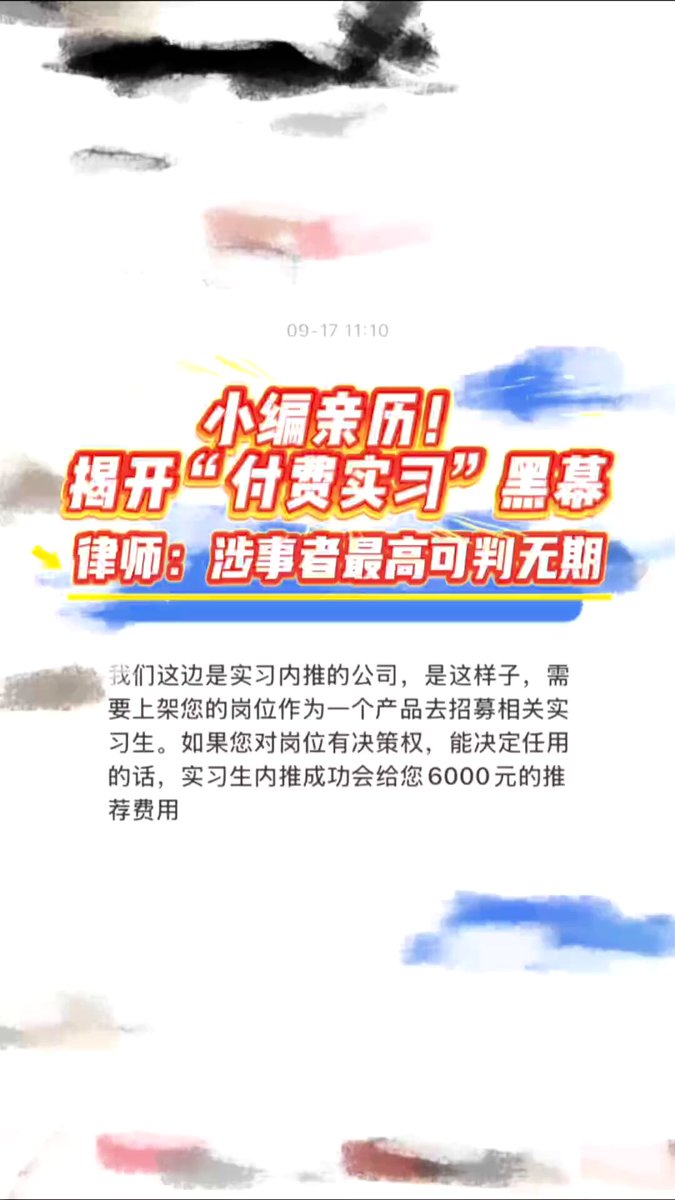 09-17 11:10
小编亲历!
揭开“付费实习”黑幕
律师：涉事者最高可判无期
我们这边是实习内推的公司，是这样子，需
要上架您的岗位作为一个产品去招募相关实
习生。如果您对岗位有决策权，能决定任用
的话，实习生内推成功会给您6000元的推
荐费用